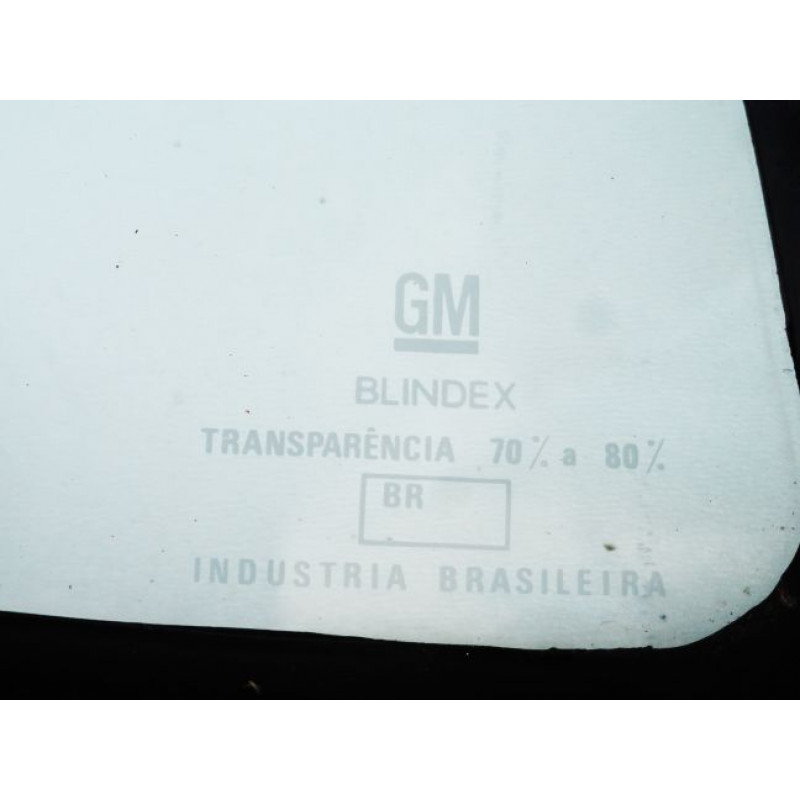 GM
BLINDEX
TRANSPARÊNCIA 70% a 80%
BR
INDUSTRIA BRASILEIRA